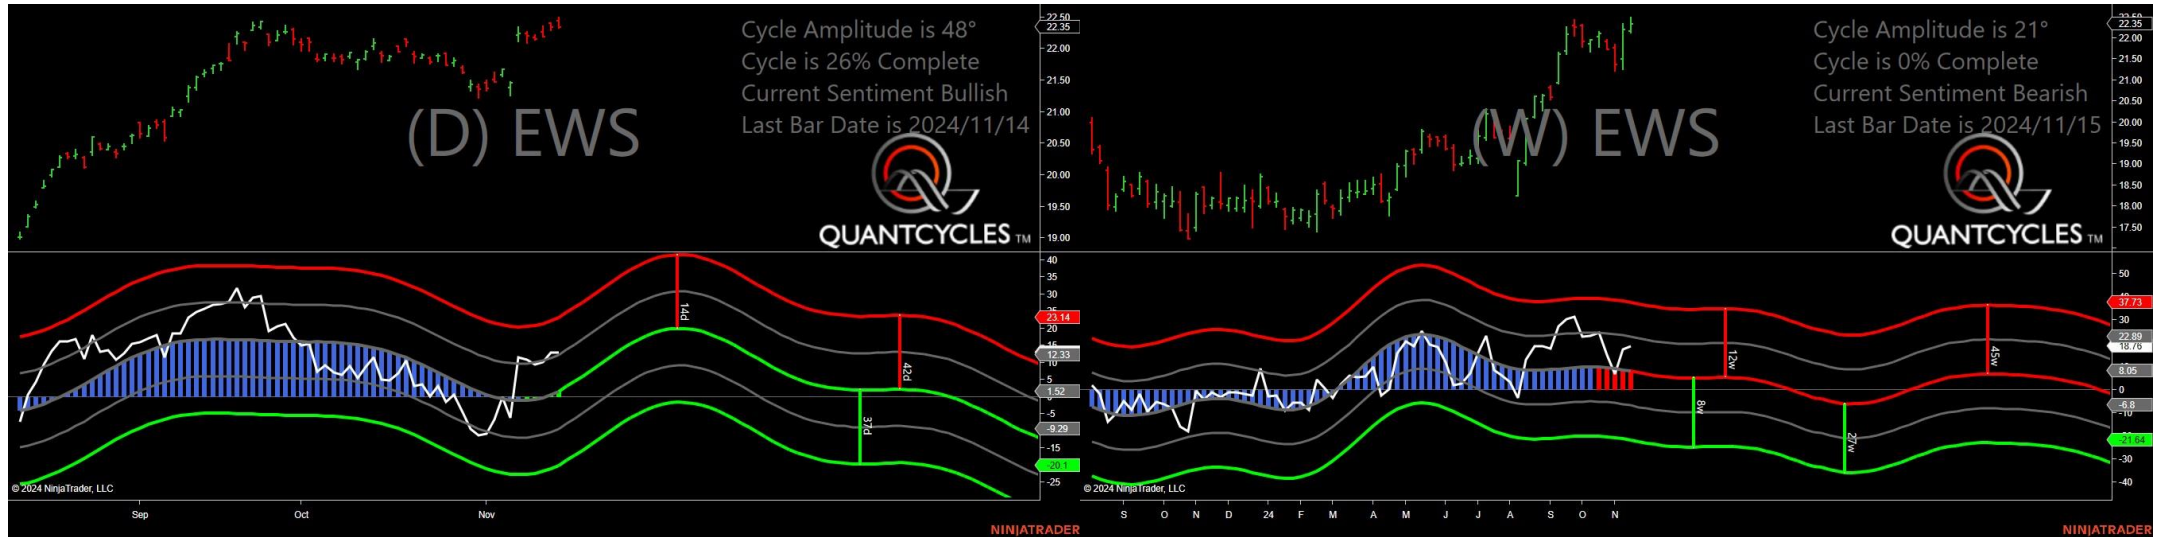 Cycle Amplitude is 48°
Cycle is 26% Complete
Current Sentiment Bullish
Last Bar Date is 2024/11/14
(D) EWS
QUANTCYCLES TM
22.50
22.35
22.00
21.50
21.00
20.50
20.00
19.50
19.00
40
35
30
25
23.14
20
15
12.33
10
5
1.52
-5
-9.29
-15
-20.1
-25
14d
42d
37d
© 2024 NinjaTrader, LLC
Sep
Oct
Nov
NINJATRADER
Cycle Amplitude is 21°
Cycle is 0% Complete
Current Sentiment Bearish
Last Bar Date is 2024/11/15
(W) EWS
QUANTCYCLES TM
22.50
22.35
22.00
21.50
21.00
20.50
20.00
19.50
19.00
18.50
18.00
17.50
50
37.73
30
22.89
18.76
8.05
0
-6.8
-10
-21.64
-30
-40
12w
45w
8w
27w
© 2024 NinjaTrader, LLC
S
O
N
D
24
F
M
A
M
J
J
A
S
O
N
NINJATRADER